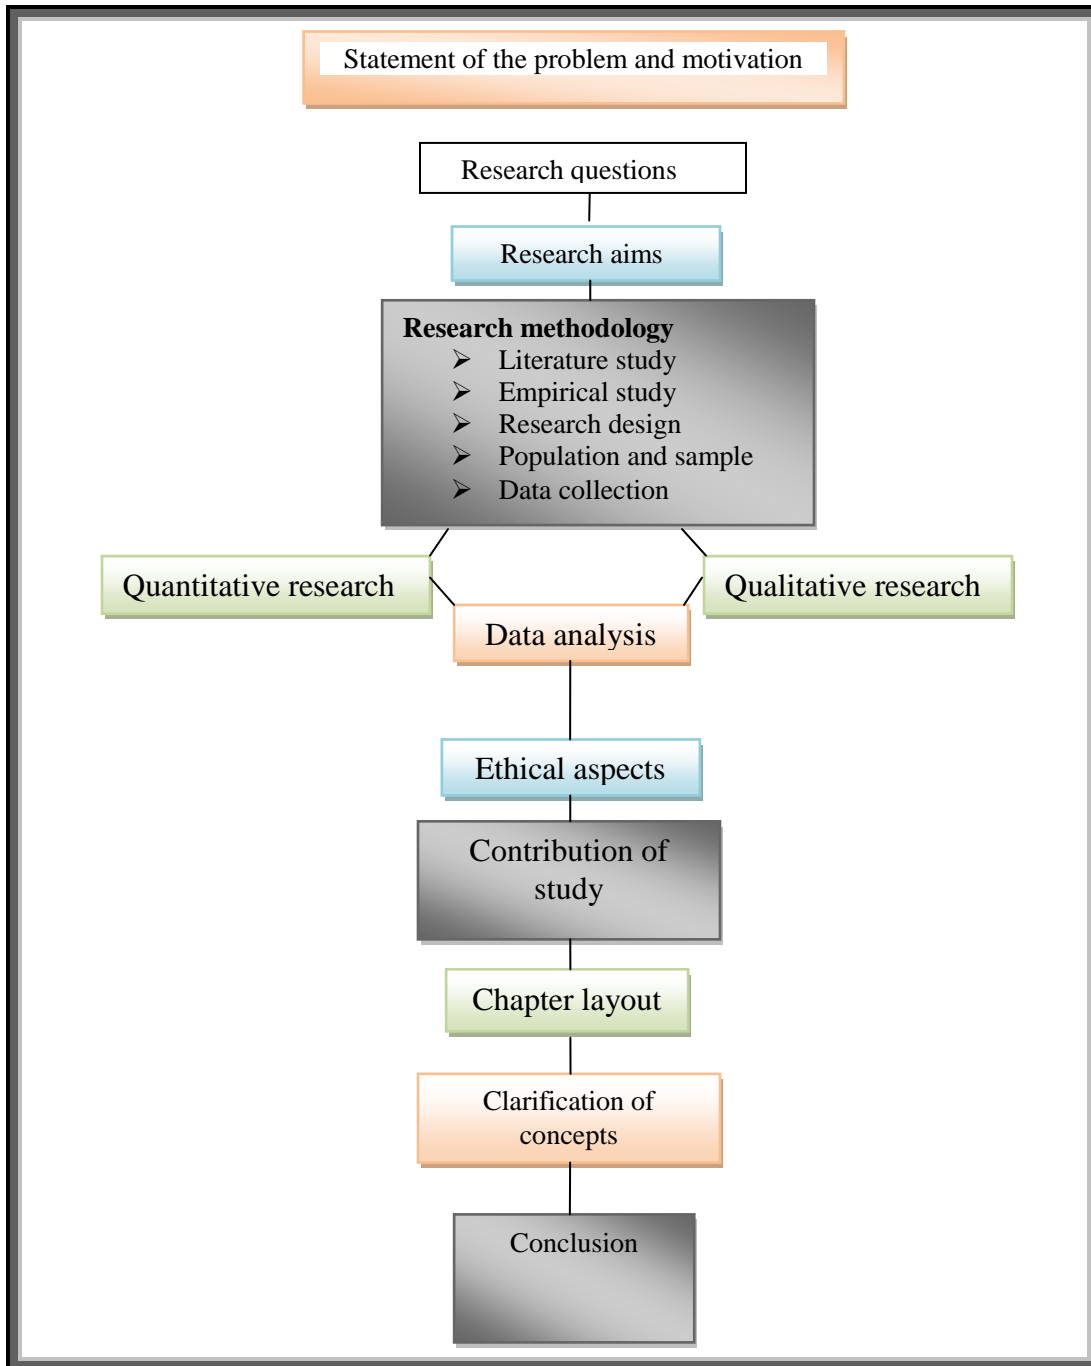 Statement of the problem and motivation
Research questions
Research aims
Research methodology
➢ Literature study
➢ Empirical study
➢ Research design
➢ Population and sample
➢ Data collection
Quantitative research
Qualitative research
Data analysis
Ethical aspects
Contribution of
study
Chapter layout
Clarification of
concepts
Conclusion